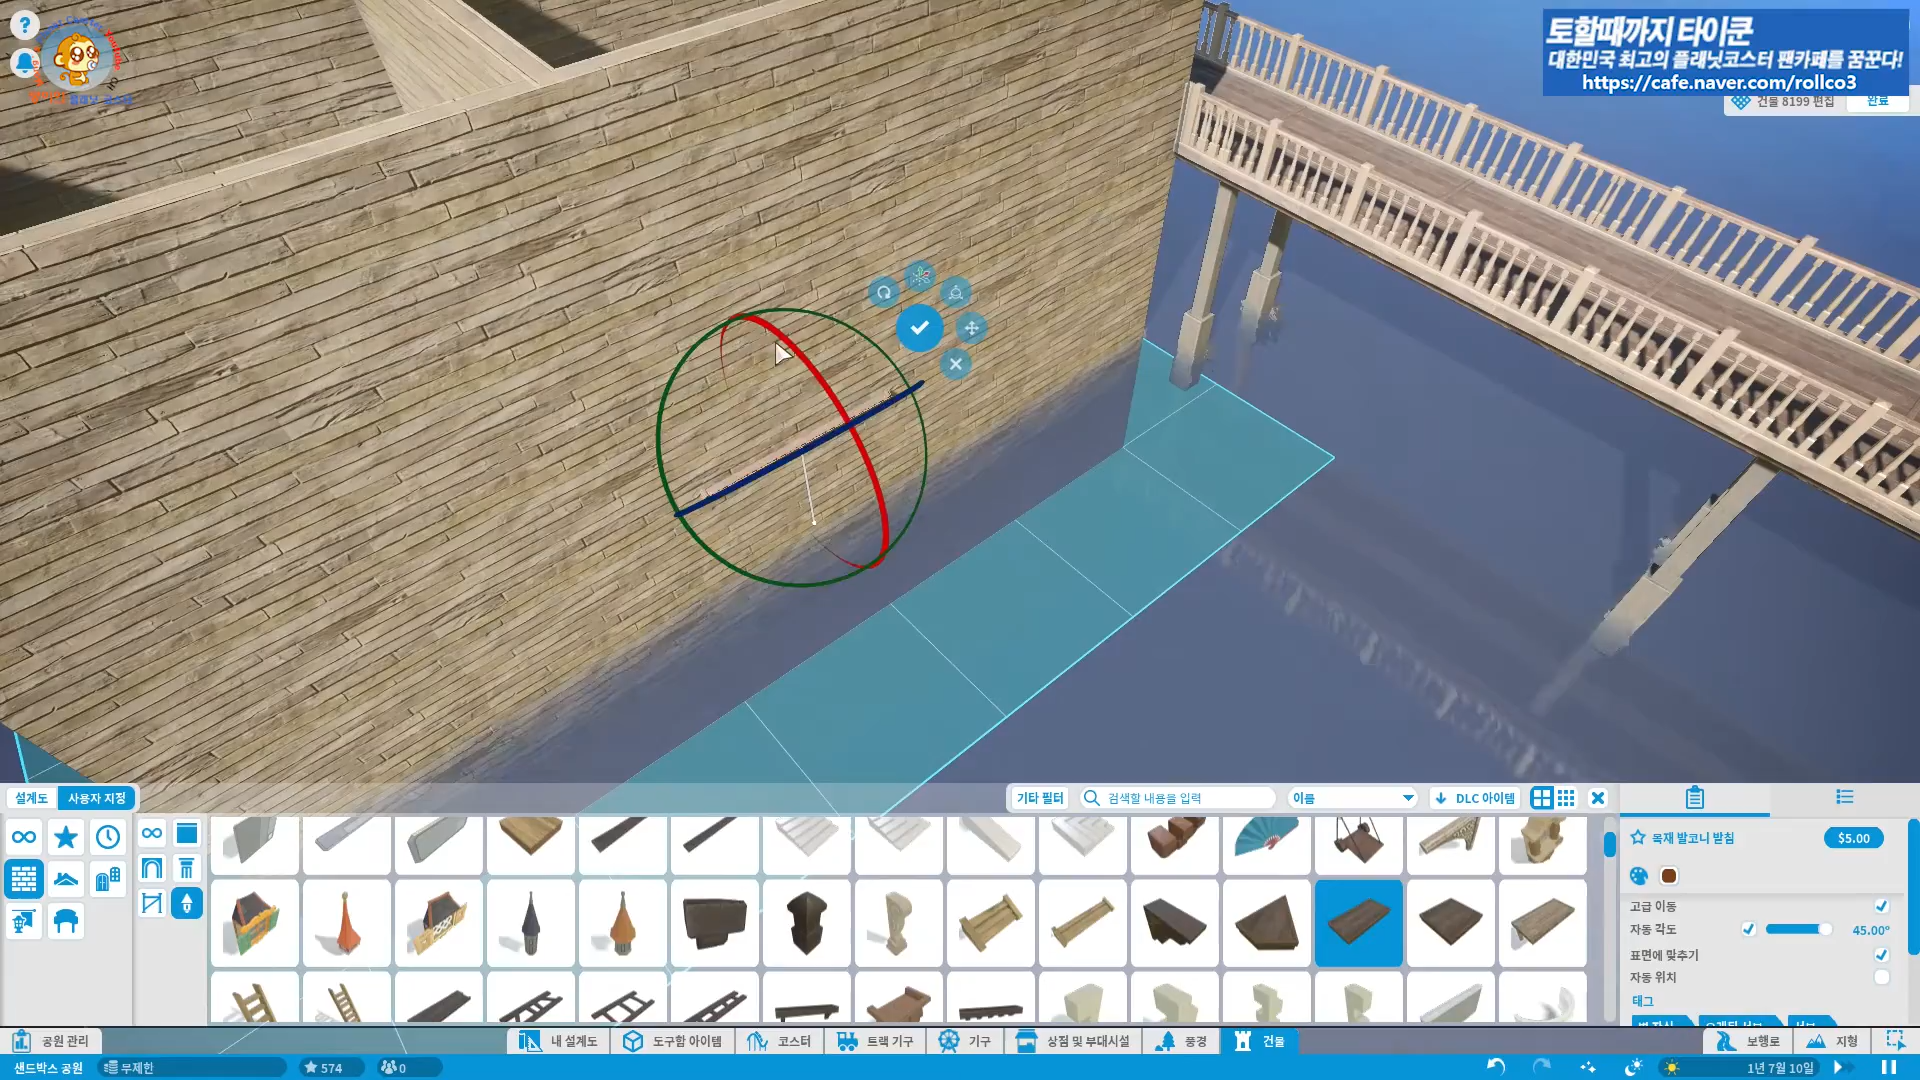 ?
토할때까지 타이쿤
대한민국 최고의 플래닛코스터 팬카페를 꿈꾼다!
https://cafe.naver.com/rollco3
건물 8199 편집
완료
설계도
사용자 지정
기타 필터
검색할 내용을 입력
이름
DLC 아이템
목재 발코니 받침
$5.00
고급 이동
자동 각도
45.00°
표면에 맞추기
자동 위치
태그
공원 관리
내 설계도
도구함 아이템
코스터
트랙 기구
기구
상점 및 부대시설
풍경
건물
보행로
지형
샌드박스 공원
무제한
574
0
1년 7월 10일